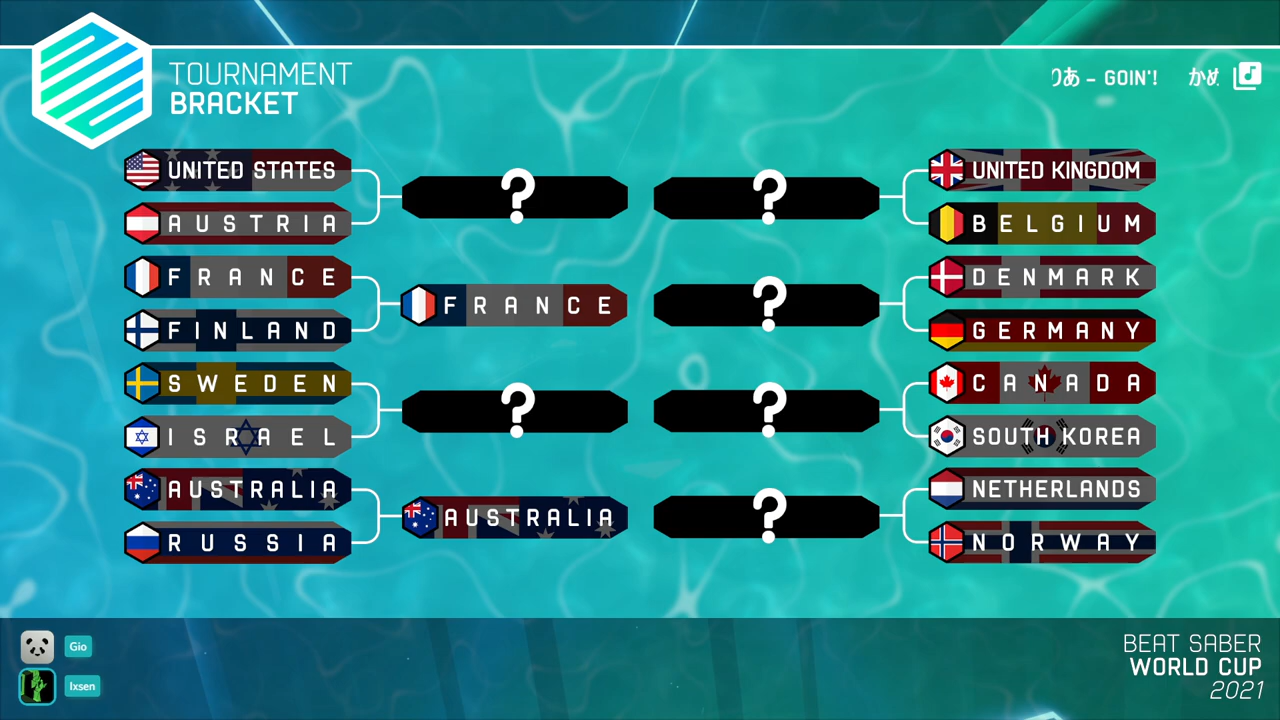 TOURNAMENT
BRACKET
りあ - GOIN'! かめ
UNITED STATES
AUSTRIA
FRANCE
FINLAND
SWEDEN
ISRAEL
AUSTRALIA
RUSSIA
?
FRANCE
?
AUSTRALIA
?
?
?
?
UNITED KINGDOM
BELGIUM
DENMARK
GERMANY
CANADA
SOUTH KOREA
NETHERLANDS
NORWAY
Gio
Ixsen
BEAT SABER
WORLD CUP
2021